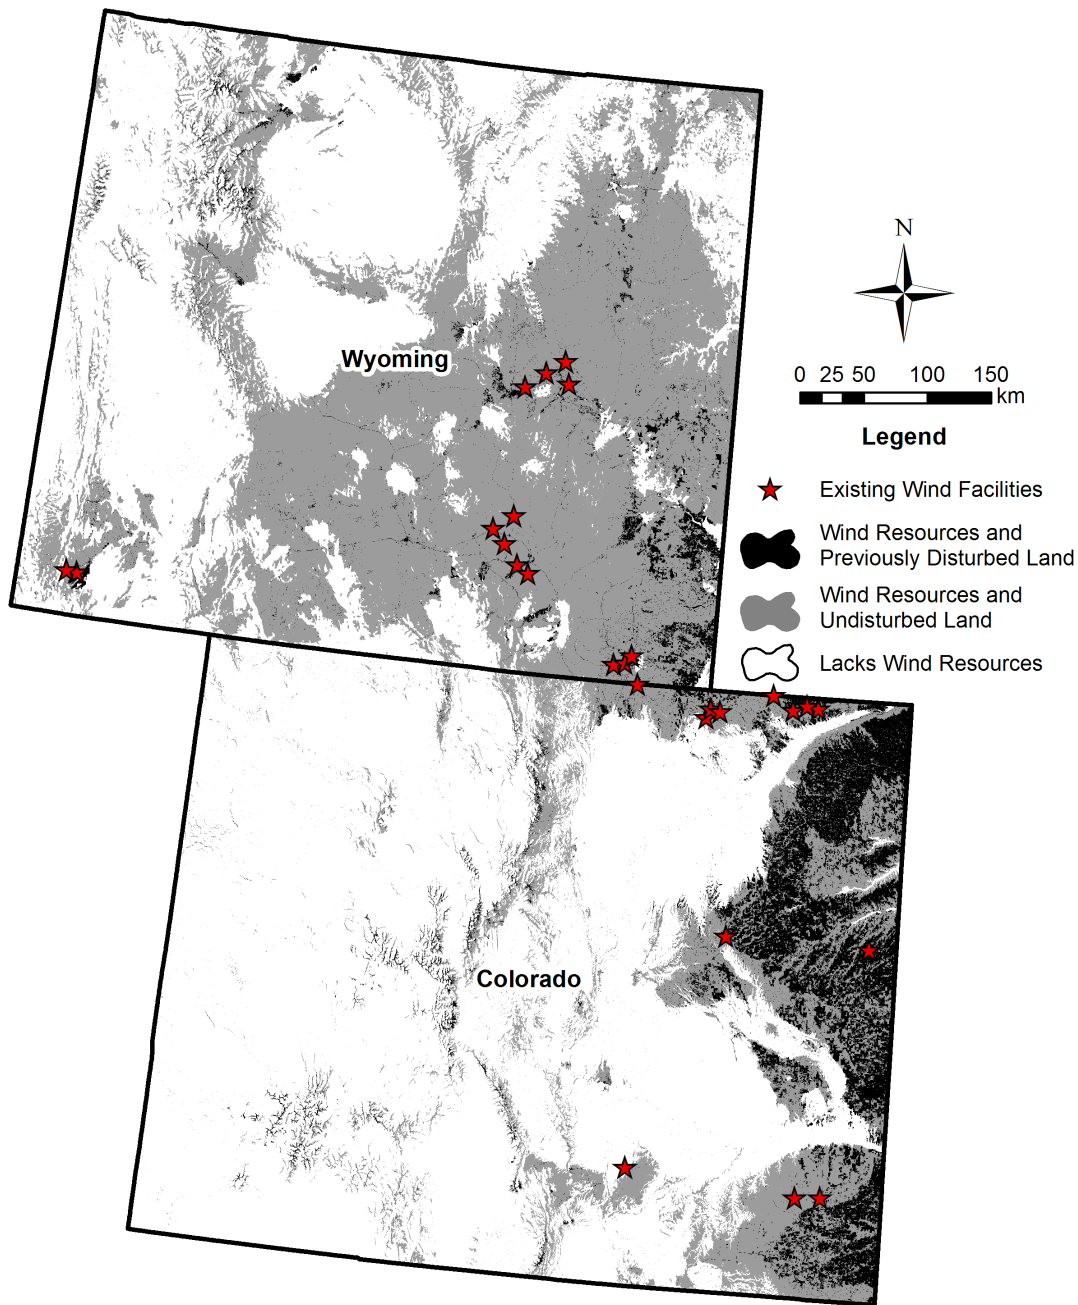 N
Wyoming
0 25 50 100 150
km
Legend
Existing Wind Facilities
Wind Resources and
Previously Disturbed Land
Wind Resources and
Undisturbed Land
Lacks Wind Resources
Colorado